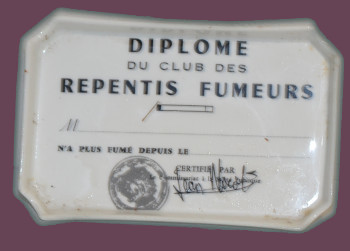 DIPLOME
DU CLUB DES
REPENTIS FUMEURS
M
N'A PLUS FUMÉ DEPUIS LE
CERTIFIÉ PAR